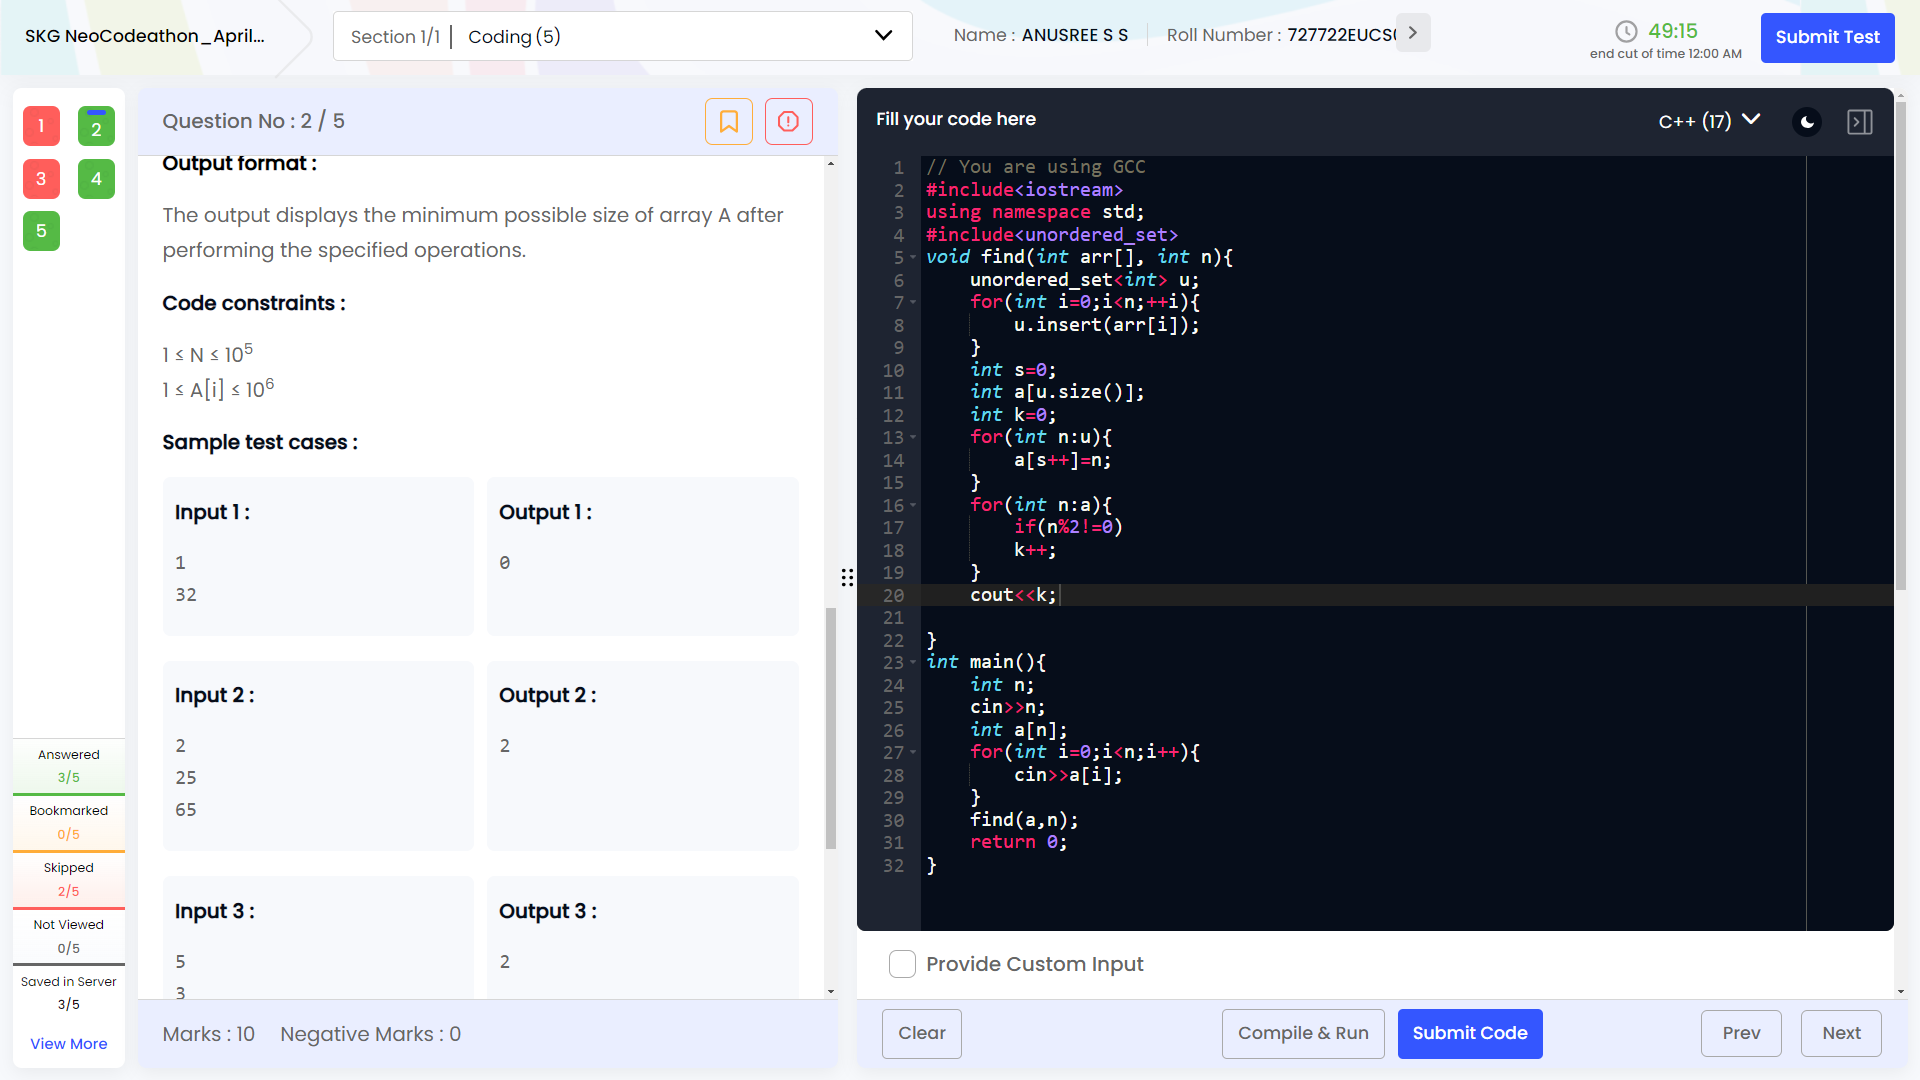 SKG NeoCodeathon_April...
Section 1/1 | Coding (5)
Name : ANUSREE S S
Roll Number : 727722EUCS
49:15
end cut of time 12:00 AM
Submit Test
1
2
3
4
5
Answered
3/5
Bookmarked
0/5
Skipped
2/5
Not Viewed
0/5
Saved in Server
3/5
View More
Question No : 2 / 5
Output format :
The output displays the minimum possible size of array A after
performing the specified operations.
Code constraints :
1 ≤ N ≤ 10⁵
1 ≤ A[i] ≤ 10⁶
Sample test cases :
Input 1 :
1
32
Output 1 :
0
Input 2 :
2
25
65
Output 2 :
2
Input 3 :
5
3
Output 3 :
2
Marks : 10
Negative Marks : 0
Fill your code here
C++ (17)
1 // You are using GCC
2 #include<iostream>
3 using namespace std;
4 #include<unordered_set>
5 void find(int arr[], int n){
6     unordered_set<int> u;
7     for(int i=0;i<n;++i){
8         u.insert(arr[i]);
9     }
10     int s=0;
11     int a[u.size()];
12     int k=0;
13     for(int n:u){
14         a[s++]=n;
15     }
16     for(int n:a){
17         if(n%2!=0)
18         k++;
19     }
20     cout<<k;
21
22 }
23 int main(){
24     int n;
25     cin>>n;
26     int a[n];
27     for(int i=0;i<n;i++){
28         cin>>a[i];
29     }
30     find(a,n);
31     return 0;
32 }
Provide Custom Input
Clear
Compile & Run
Submit Code
Prev
Next